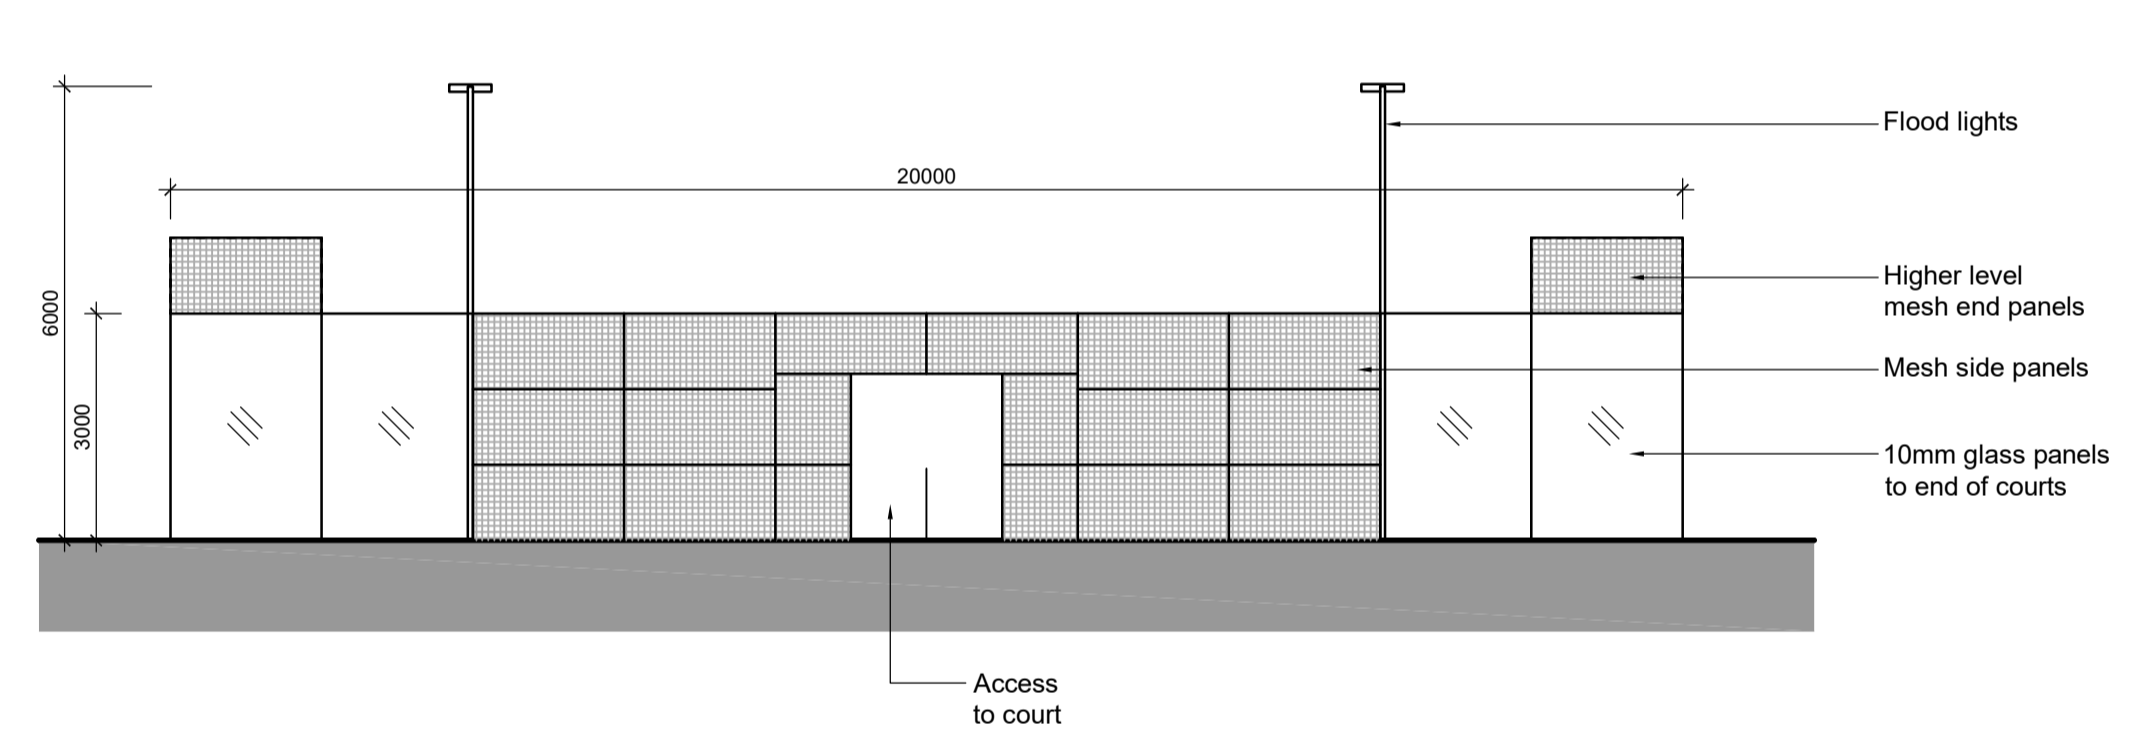 Flood lights
20000
Higher level
mesh end panels
6000
Mesh side panels
3000
10mm glass panels
to end of courts
Access
to court